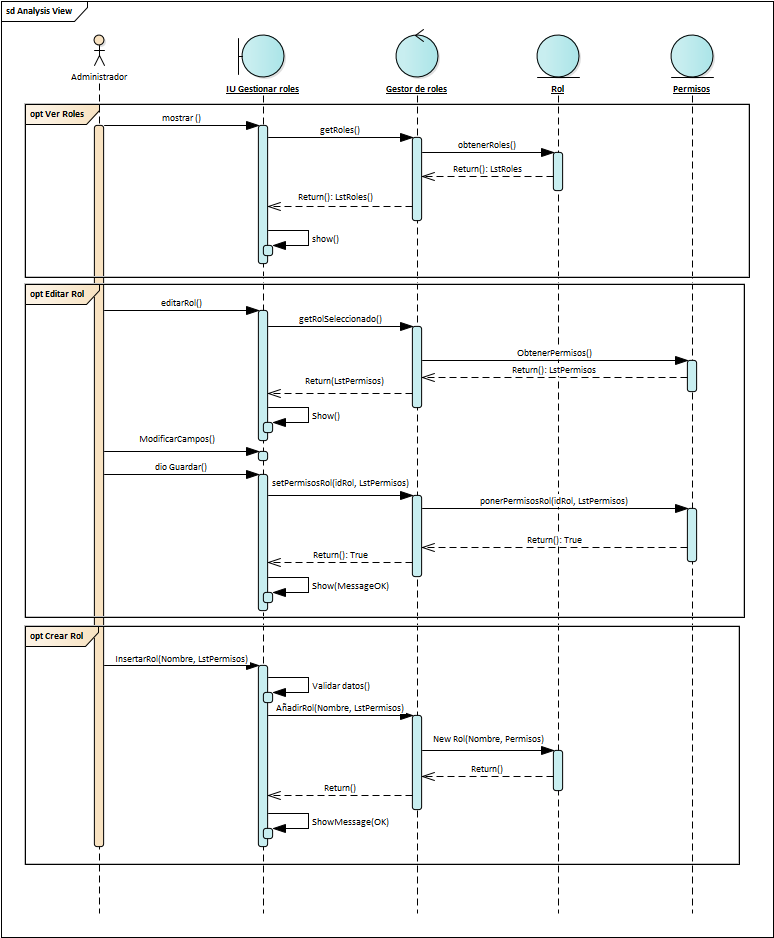 sd Analysis View
Administrador
IU Gestionar roles
Gestor de roles
Rol
Permisos
opt Ver Roles
mostrar ()
getRoles()
obtenerRoles()
Return(): LstRoles
Return(): LstRoles()
show()
opt Editar Rol
editarRol()
getRolSeleccionado()
ObtenerPermisos()
Return(): LstPermisos
Return(LstPermisos)
Show()
ModificarCampos()
dio Guardar()
setPermisosRol(idRol, LstPermisos)
ponerPermisosRol(idRol, LstPermisos)
Return(): True
Return(): True
Show(MessageOK)
opt Crear Rol
InsertarRol(Nombre, LstPermisos)
Validar datos()
AñadirRol(Nombre, LstPermisos)
New Rol(Nombre, Permisos)
Return()
Return()
ShowMessage(OK)